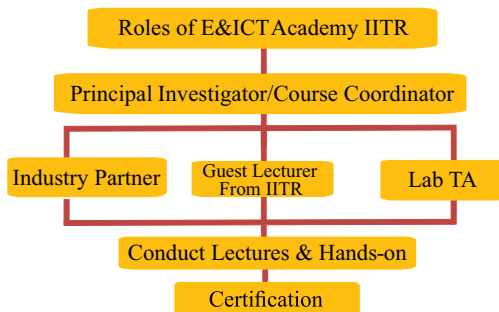 Roles of E&ICT Academy IITR
Principal Investigator/Course Coordinator
Industry Partner
Guest Lecturer
From IITR
Lab TA
Conduct Lectures & Hands-on
Certification